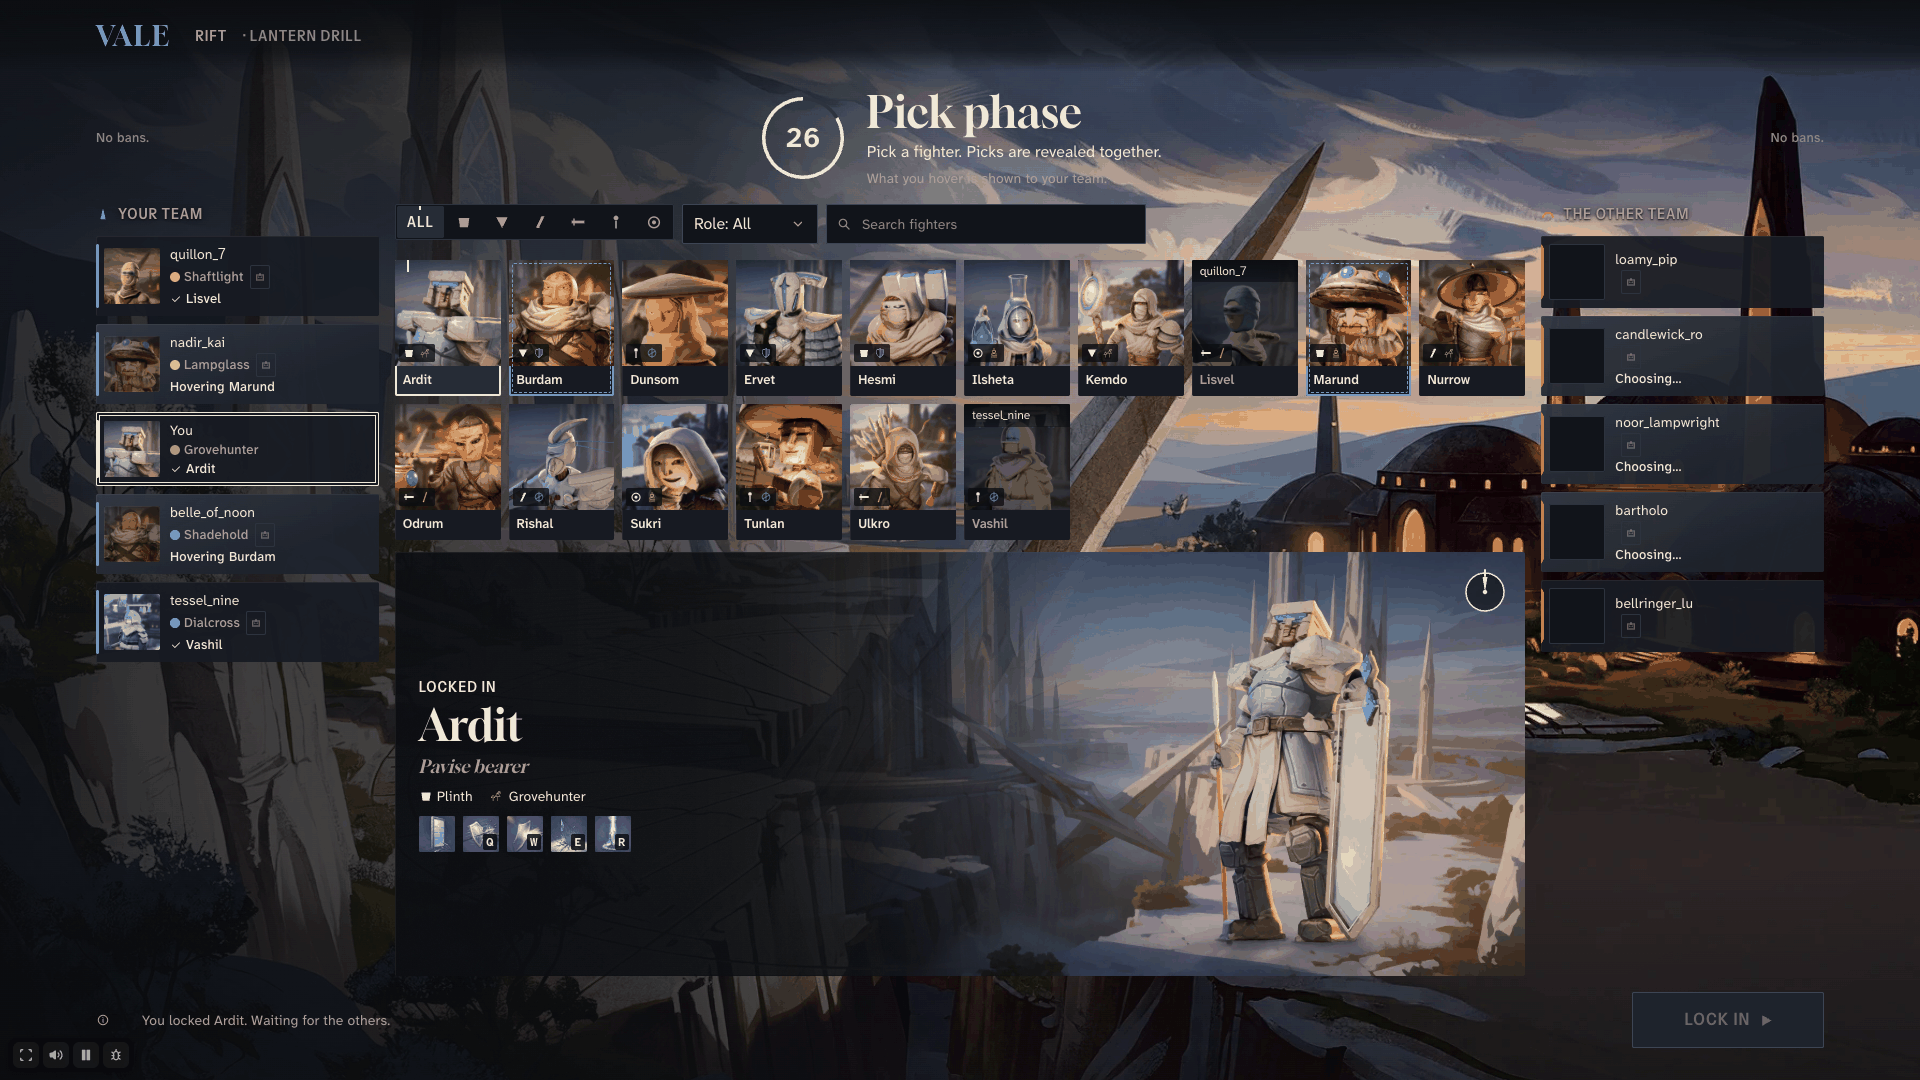 VALE RIFT · LANTERN DRILL
No bans.
26
Pick phase
Pick a fighter. Picks are revealed together.
What you hover is shown to your team.
No bans.
YOUR TEAM
quillon_7
Shaftlight
✓ Lisvel
nadir_kai
Lampglass
Hovering Marund
You
Grovehunter
✓ Ardit
belle_of_noon
Shadehold
Hovering Burdam
tessel_nine
Dialcross
✓ Vashil
ALL
Role: All
Search fighters
quillon_7
Ardit
Burdam
Dunsom
Ervet
Hesmi
Ilsheta
Kemdo
Lisvel
Marund
Nurrow
tessel_nine
Odrum
Rishal
Sukri
Tunlan
Ulkro
Vashil
LOCKED IN
Ardit
Pavise bearer
Plinth Grovehunter
Q W E R
THE OTHER TEAM
loamy_pip
candlewick_ro
Choosing...
noor_lampwright
Choosing...
bartholo
Choosing...
bellringer_lu
You locked Ardit. Waiting for the others.
LOCK IN